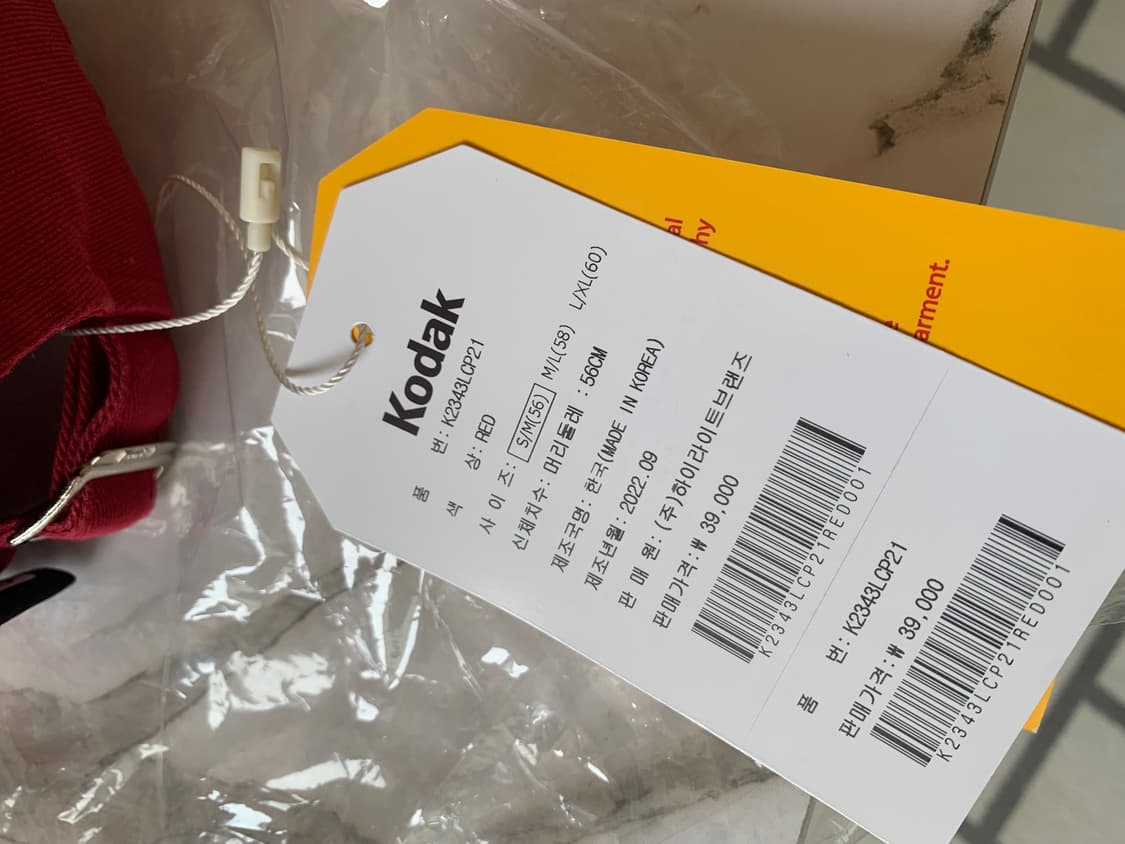 Kodak
품 번 : K2343LCP21
색 상 : RED
사 이 즈 : S/M(56) M/L(58) L/XL(60)
신체치수 : 머리둘레 : 56CM
제조국명 : 한국(MADE IN KOREA)
제조년월 : 2022.09
판 매 원 : (주)하이라이트브랜즈
판매가격 : ₩ 39,000
K2343LCP21RED001
품 번 : K2343LCP21
판매가격 : ₩ 39,000
K2343LCP21RED001
al
hy
e
arment.